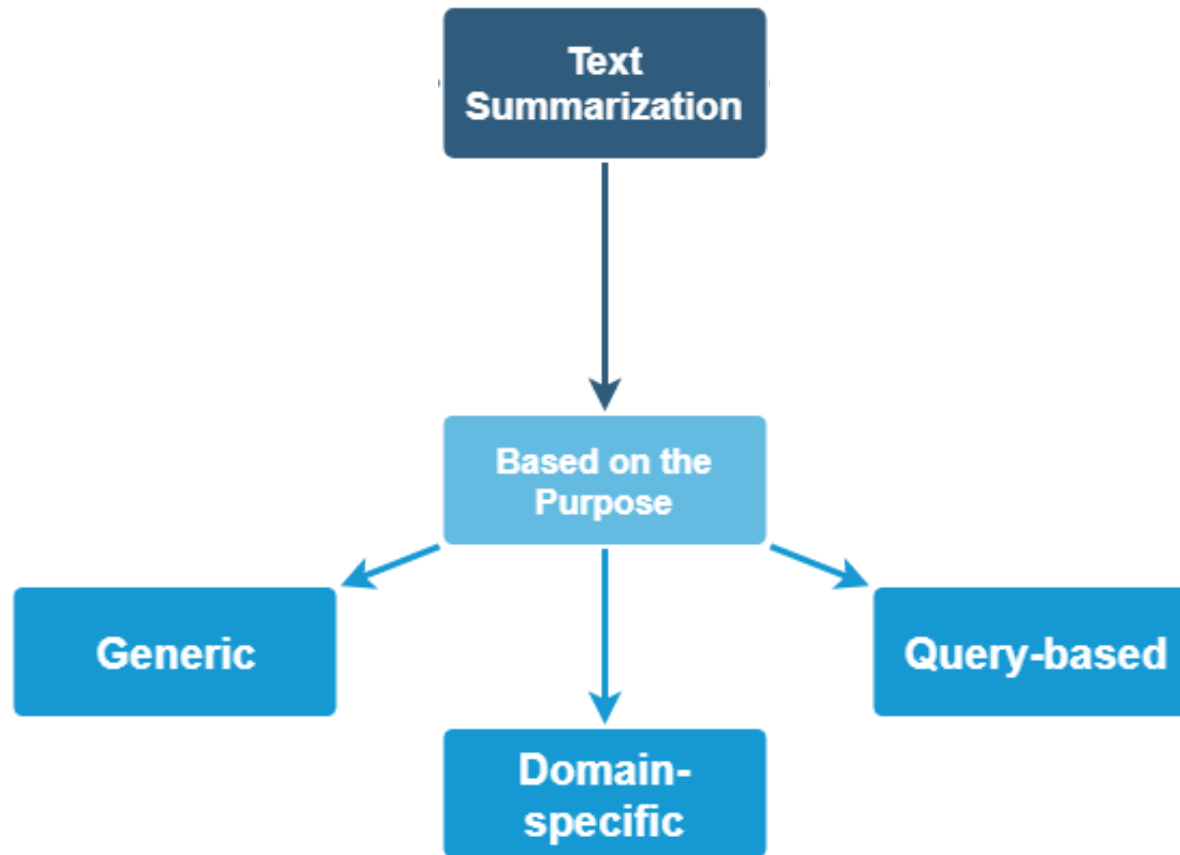 Text
Summarization
Based on the
Purpose
Generic
Query-based
Domain-
specific